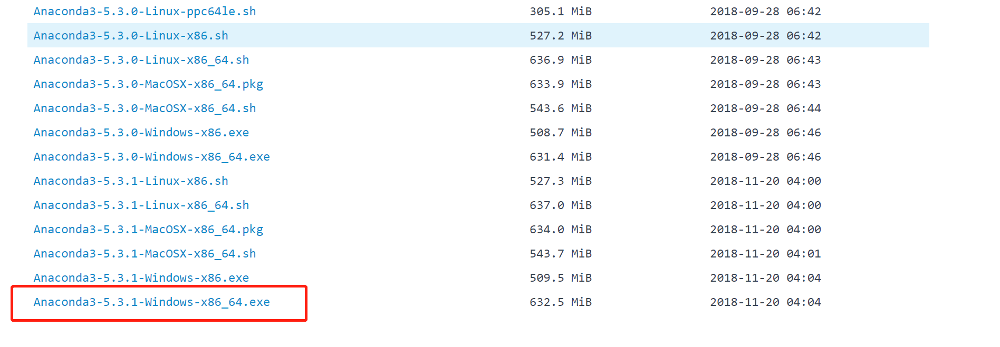 Anaconda3-5.3.0-Linux-ppc64le.sh 305.1 MiB 2018-09-28 06:42
Anaconda3-5.3.0-Linux-x86.sh 527.2 MiB 2018-09-28 06:42
Anaconda3-5.3.0-Linux-x86_64.sh 636.9 MiB 2018-09-28 06:43
Anaconda3-5.3.0-MacOSX-x86_64.pkg 633.9 MiB 2018-09-28 06:43
Anaconda3-5.3.0-MacOSX-x86_64.sh 543.6 MiB 2018-09-28 06:44
Anaconda3-5.3.0-Windows-x86.exe 508.7 MiB 2018-09-28 06:46
Anaconda3-5.3.0-Windows-x86_64.exe 631.4 MiB 2018-09-28 06:46
Anaconda3-5.3.1-Linux-x86.sh 527.3 MiB 2018-11-20 04:00
Anaconda3-5.3.1-Linux-x86_64.sh 637.0 MiB 2018-11-20 04:00
Anaconda3-5.3.1-MacOSX-x86_64.pkg 634.0 MiB 2018-11-20 04:00
Anaconda3-5.3.1-MacOSX-x86_64.sh 543.7 MiB 2018-11-20 04:01
Anaconda3-5.3.1-Windows-x86.exe 509.5 MiB 2018-11-20 04:04
Anaconda3-5.3.1-Windows-x86_64.exe 632.5 MiB 2018-11-20 04:04